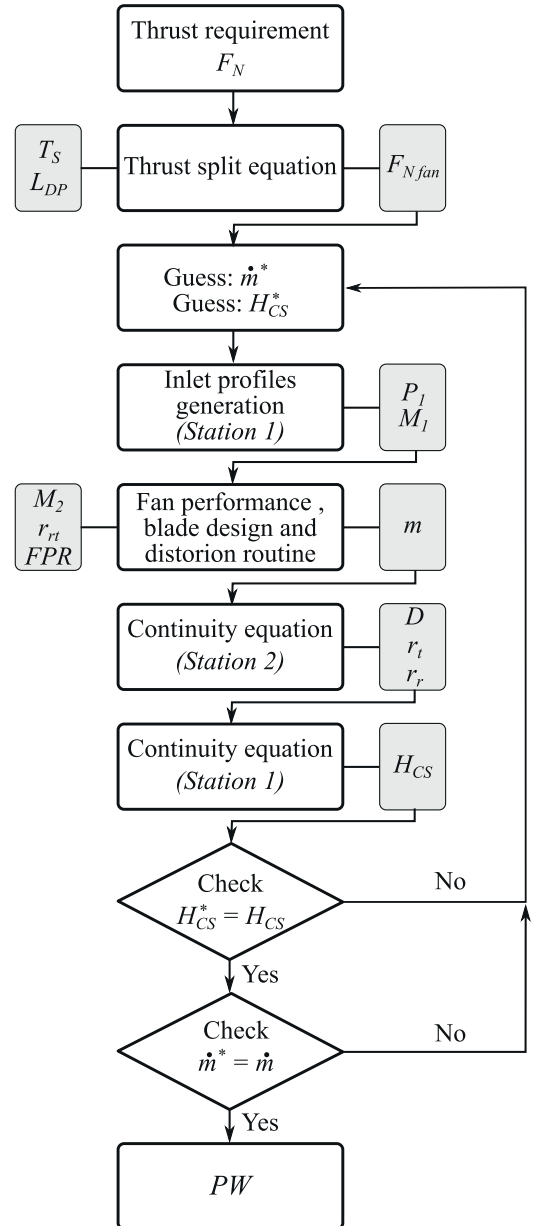 Thrust requirement
F_N
T_S
L_DP
Thrust split equation
F_N fan
Guess: ṁ*
Guess: H*_CS
Inlet profiles
generation
(Station 1)
P_1
M_1
M_2
r_rt
FPR
Fan performance ,
blade design and
distorion routine
m
Continuity equation
(Station 2)
D
r_t
r_r
Continuity equation
(Station 1)
H_CS
Check
H*_CS = H_CS
No
Yes
Check
ṁ* = ṁ
No
Yes
PW